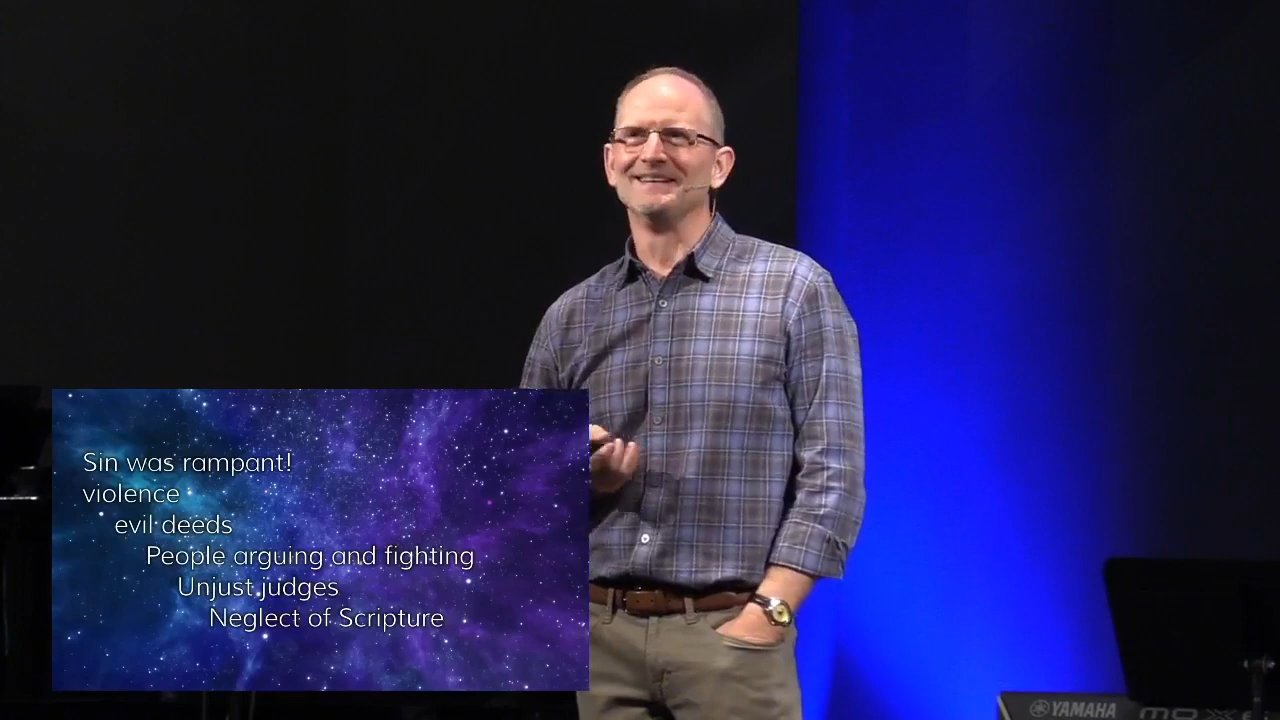 Sin was rampant!
violence
evil deeds
People arguing and fighting
Unjust judges
Neglect of Scripture
YAMAHA